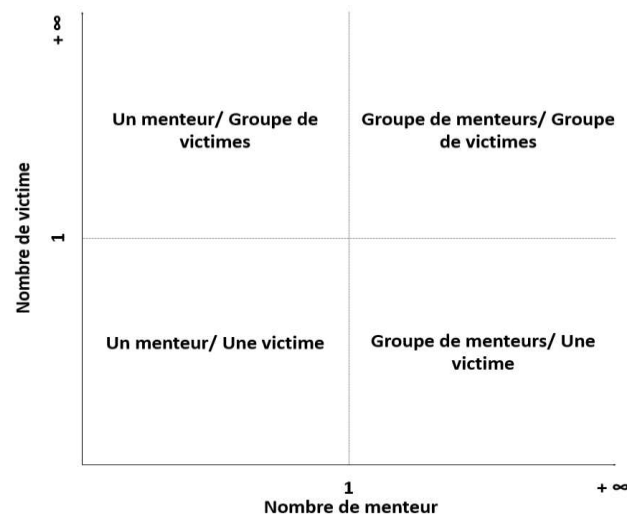 + ∞
Un menteur/ Groupe de
victimes
Groupe de menteurs/ Groupe
de victimes
Nombre de victime
1
Un menteur/ Une victime
Groupe de menteurs/ Une
victime
1
+ ∞
Nombre de menteur